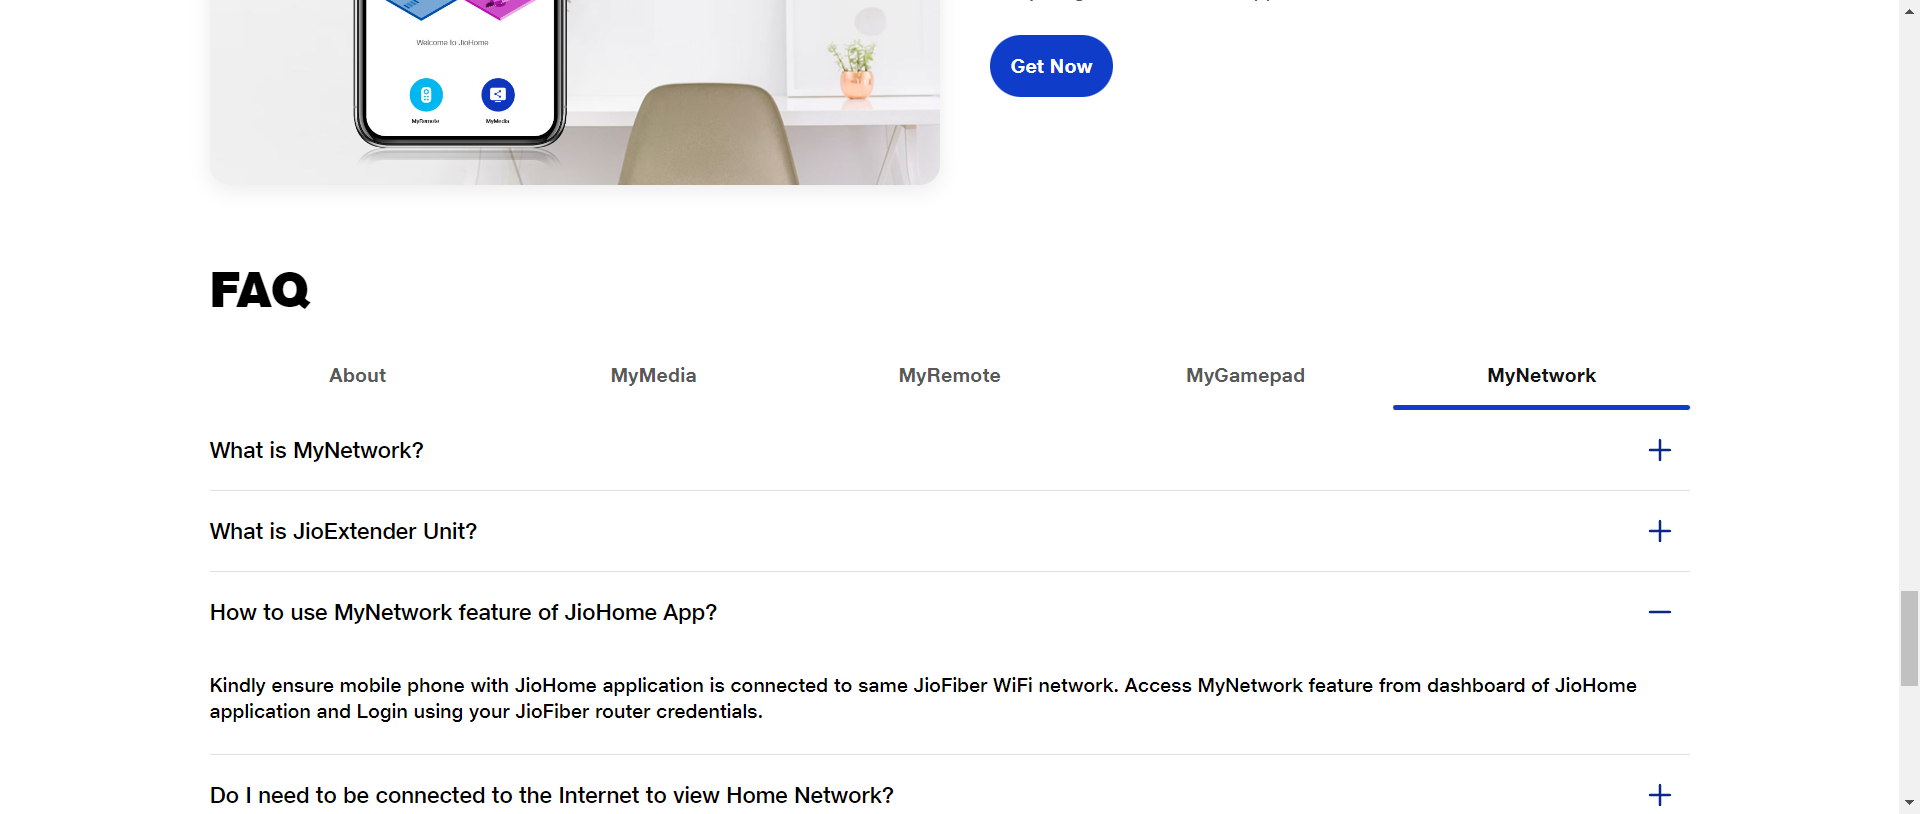 Welcome to JioHome
MyRemote
MyMedia
Get Now
FAQ
About
MyMedia
MyRemote
MyGamepad
MyNetwork
What is MyNetwork?
What is JioExtender Unit?
How to use MyNetwork feature of JioHome App?
Kindly ensure mobile phone with JioHome application is connected to same JioFiber WiFi network. Access MyNetwork feature from dashboard of JioHome
application and Login using your JioFiber router credentials.
Do I need to be connected to the Internet to view Home Network?